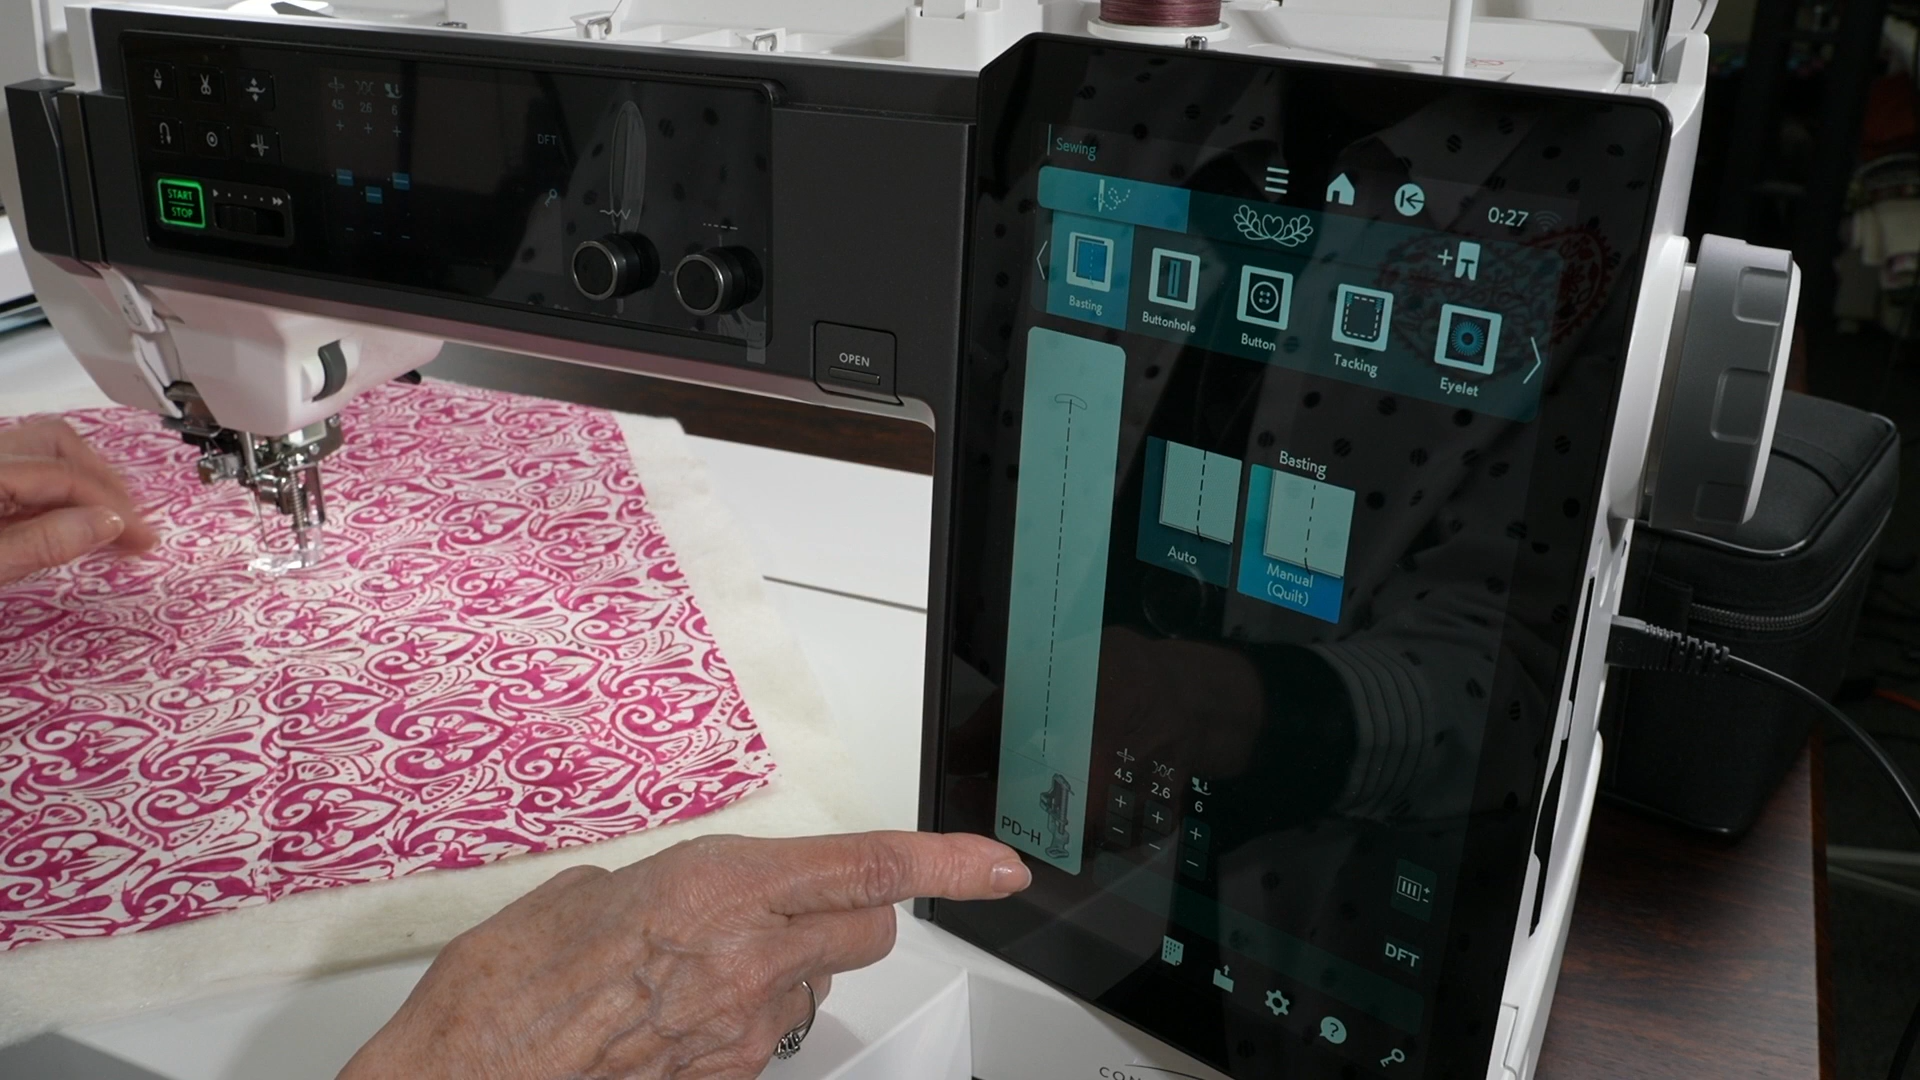 4.5 2.6 6
+ + +
DFT
START
STOP
OPEN
Sewing
0:27
+
Basting
Buttonhole
Button
Tacking
Eyelet
Basting
Auto
Manual
(Quilt)
4.5
2.6
6
+ + +
- - -
PD-H
DFT
?